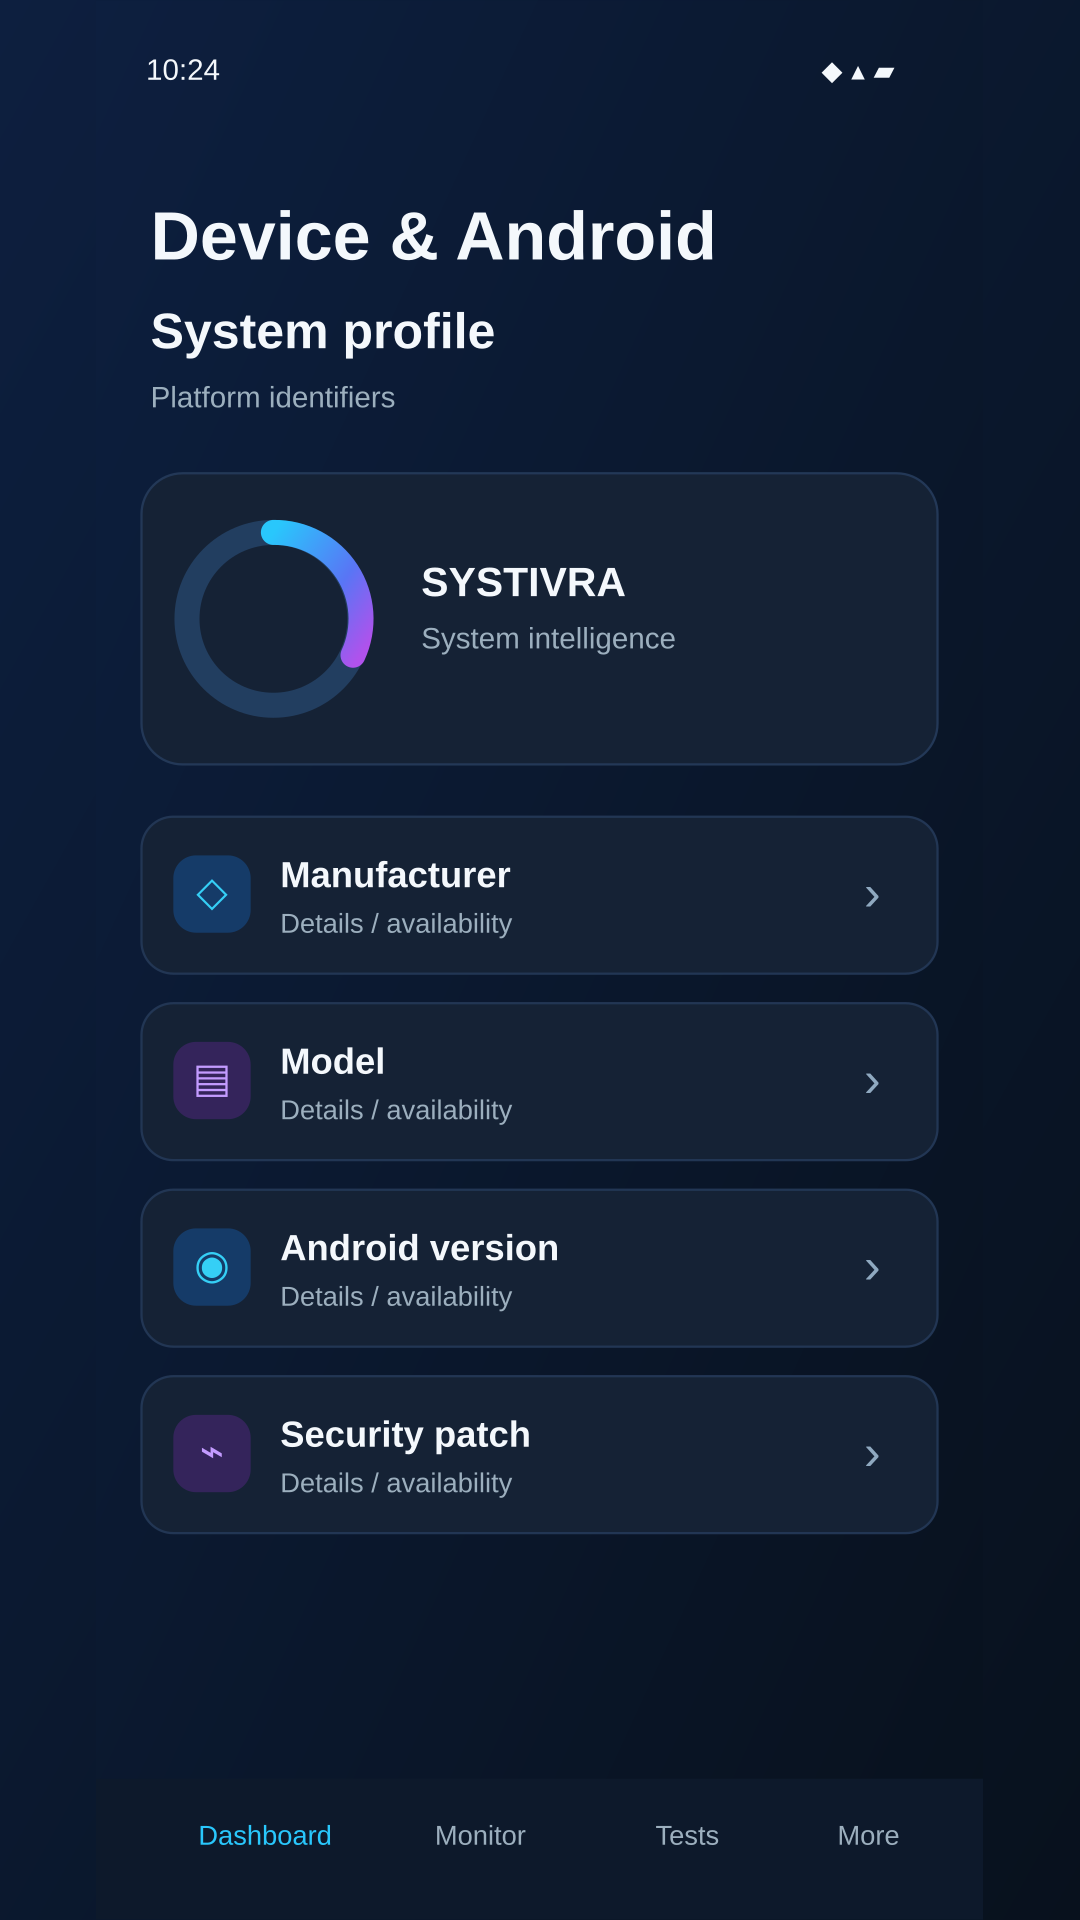 10:24
Device & Android
System profile
Platform identifiers
SYSTIVRA
System intelligence
Manufacturer
Details / availability
Model
Details / availability
Android version
Details / availability
Security patch
Details / availability
Dashboard Monitor Tests More